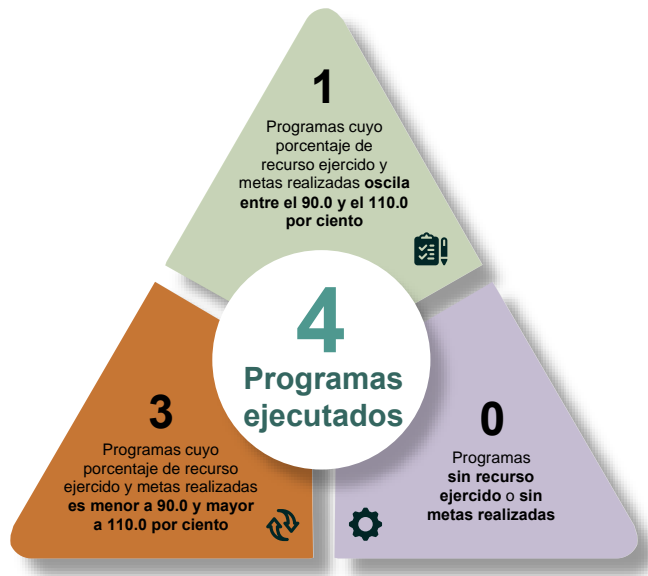 1
Programas cuyo
porcentaje de
recurso ejercido y
metas realizadas oscila
entre el 90.0 y el 110.0
por ciento
4
Programas
ejecutados
3
Programas cuyo
porcentaje de recurso
ejercido y metas realizadas
es menor a 90.0 y mayor
a 110.0 por ciento
0
Programas
sin recurso
ejercido o sin
metas realizadas